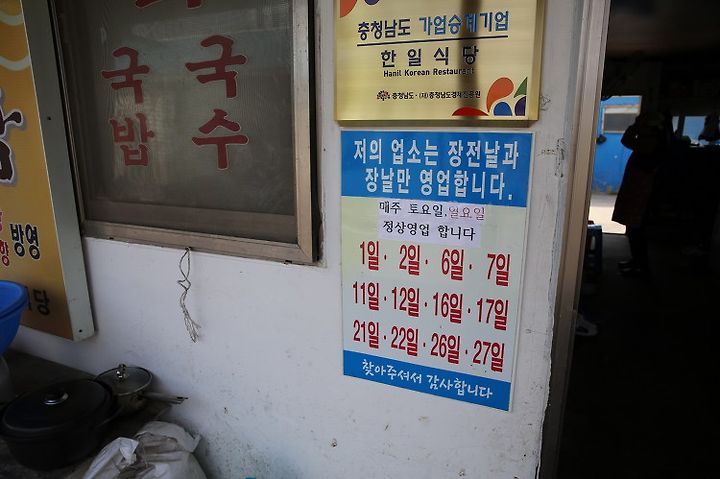 국밥
국수
방영
식당
충청남도 가업승계기업
한일식당
Hanil Korean Restaurant
충청남도 · (재)충청남도경제진흥원
저의 업소는 장전날과
장날만 영업합니다.
매주 토요일, 일요일
정상영업 합니다
1일 · 2일 · 6일 · 7일
11일 · 12일 · 16일 · 17일
21일 · 22일 · 26일 · 27일
찾아주셔서 감사합니다